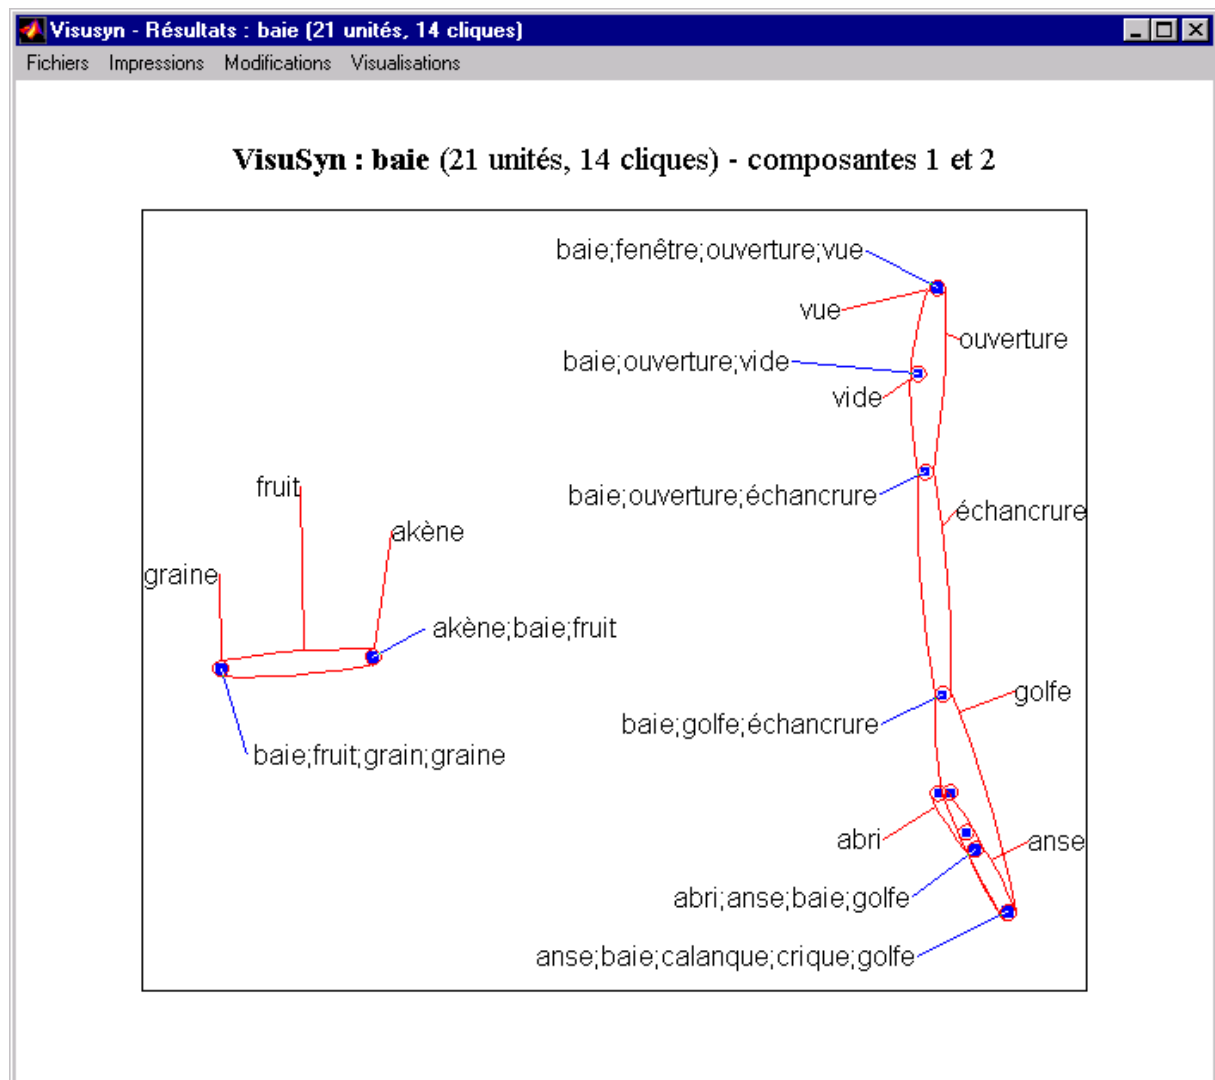 Visusyn - Résultats : baie (21 unités, 14 cliques)
Fichiers Impressions Modifications Visualisations
VisuSyn : baie (21 unités, 14 cliques) - composantes 1 et 2
baie;fenêtre;ouverture;vue
vue
ouverture
baie;ouverture;vide
vide
fruit
baie;ouverture;échancrure
échancrure
akène
graine
akène;baie;fruit
golfe
baie;golfe;échancrure
baie;fruit;grain;graine
abri
anse
abri;anse;baie;golfe
anse;baie;calanque;crique;golfe